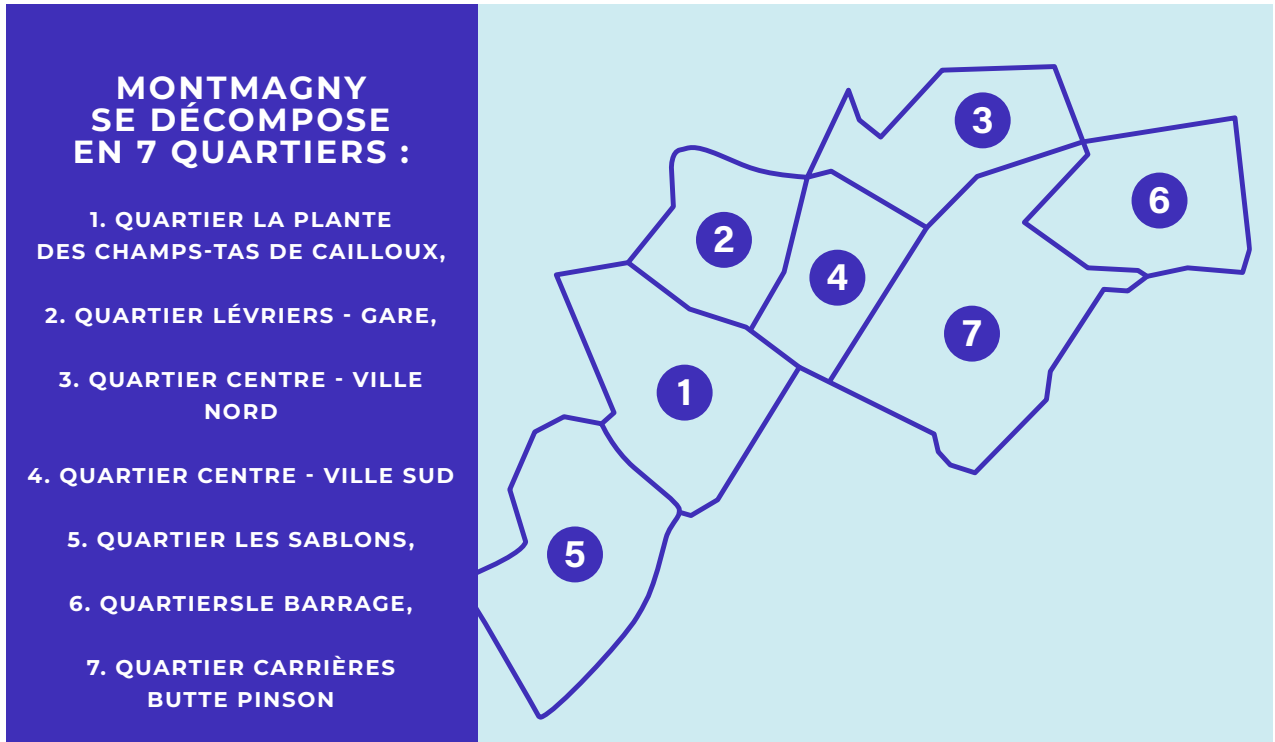 MONTMAGNY
SE DÉCOMPOSE
EN 7 QUARTIERS :
1. QUARTIER LA PLANTE
DES CHAMPS-TAS DE CAILLOUX,
2. QUARTIER LÉVRIERS - GARE,
3. QUARTIER CENTRE - VILLE
NORD
4. QUARTIER CENTRE - VILLE SUD
5. QUARTIER LES SABLONS,
6. QUARTIERSLE BARRAGE,
7. QUARTIER CARRIÈRES
BUTTE PINSON
3
6
2
4
7
1
5